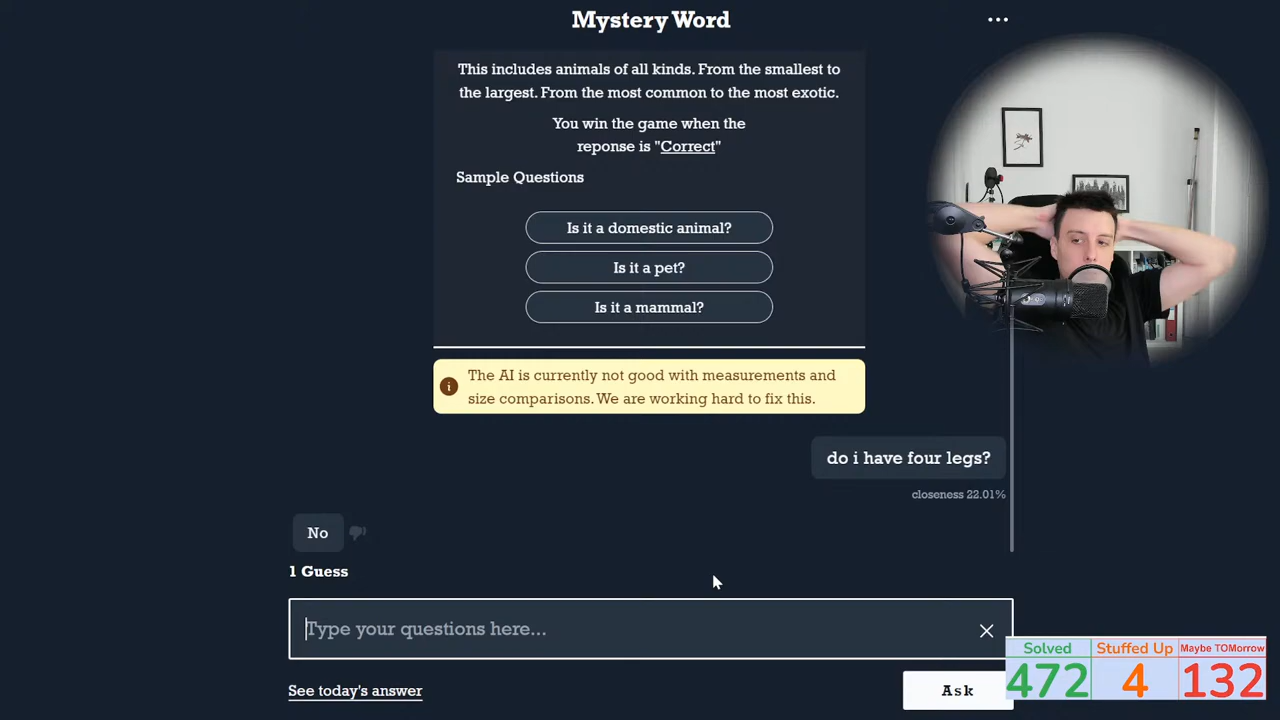 Mystery Word
This includes animals of all kinds. From the smallest to
the largest. From the most common to the most exotic.
You win the game when the
reponse is "Correct"
Sample Questions
Is it a domestic animal?
Is it a pet?
Is it a mammal?
The AI is currently not good with measurements and
size comparisons. We are working hard to fix this.
do i have four legs?
closeness 22.01%
No
1 Guess
Type your questions here...
See today's answer
Ask
Solved
472
Stuffed Up
4
Maybe TOMorrow
132